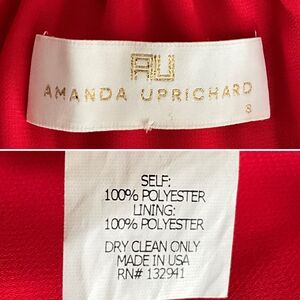 AU
AMANDA UPRICHARD
S
SELF:
100% POLYESTER
LINING:
100% POLYESTER
DRY CLEAN ONLY
MADE IN USA
RN# 132941